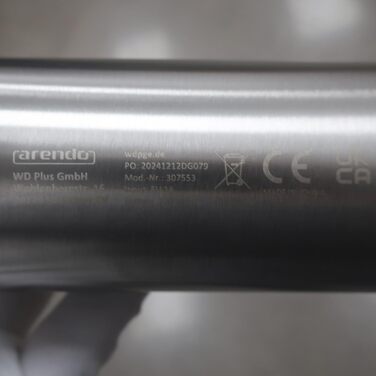 arendo
WD Plus GmbH
wdpge.de
PO: 20241212DG079
Mod.-Nr.: 307553
CE
UK
CA